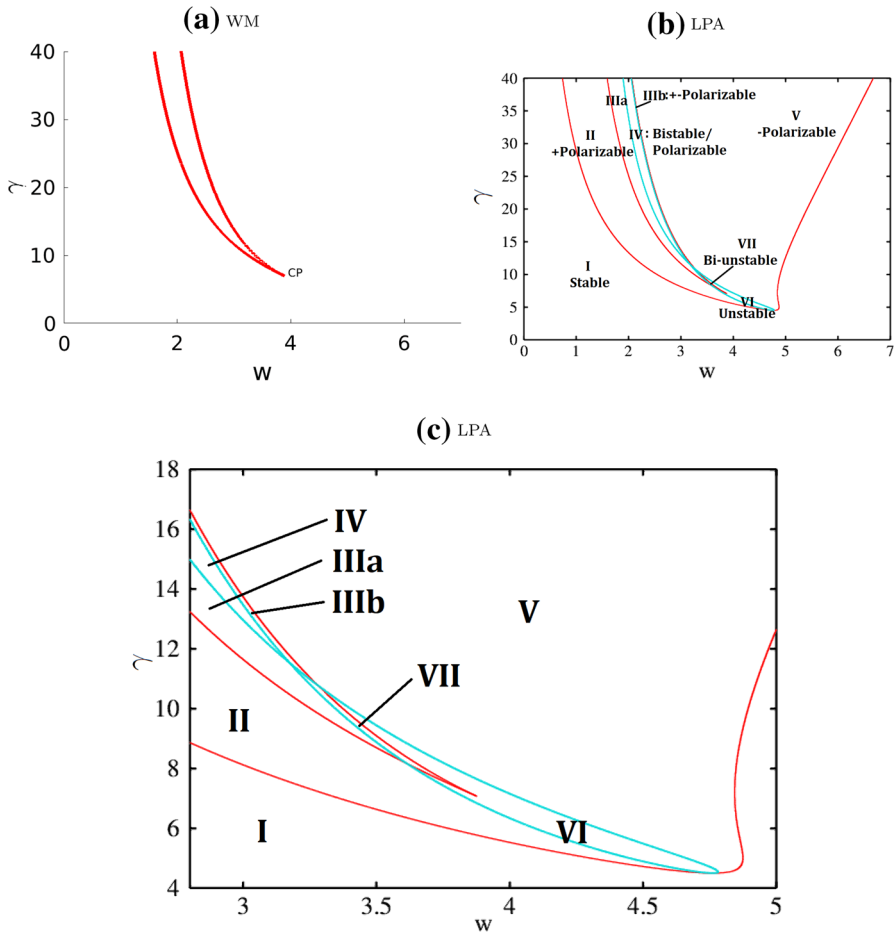 (a) WM
40
30
20
10
0
γ
CP
0 2 4 6
w
(b) LPA
40
35
30
25
20
15
10
5
0
γ
IIIa
IIIb:+-Polarizable
V
-Polarizable
II
+Polarizable
IV: Bistable/
Polarizable
VII
Bi-unstable
I
Stable
VI
Unstable
0 1 2 3 4 5 6 7
w
(c) LPA
18
16
14
12
10
8
6
4
γ
IV
IIIa
IIIb
V
VII
II
I
VI
3 3.5 4 4.5 5
w